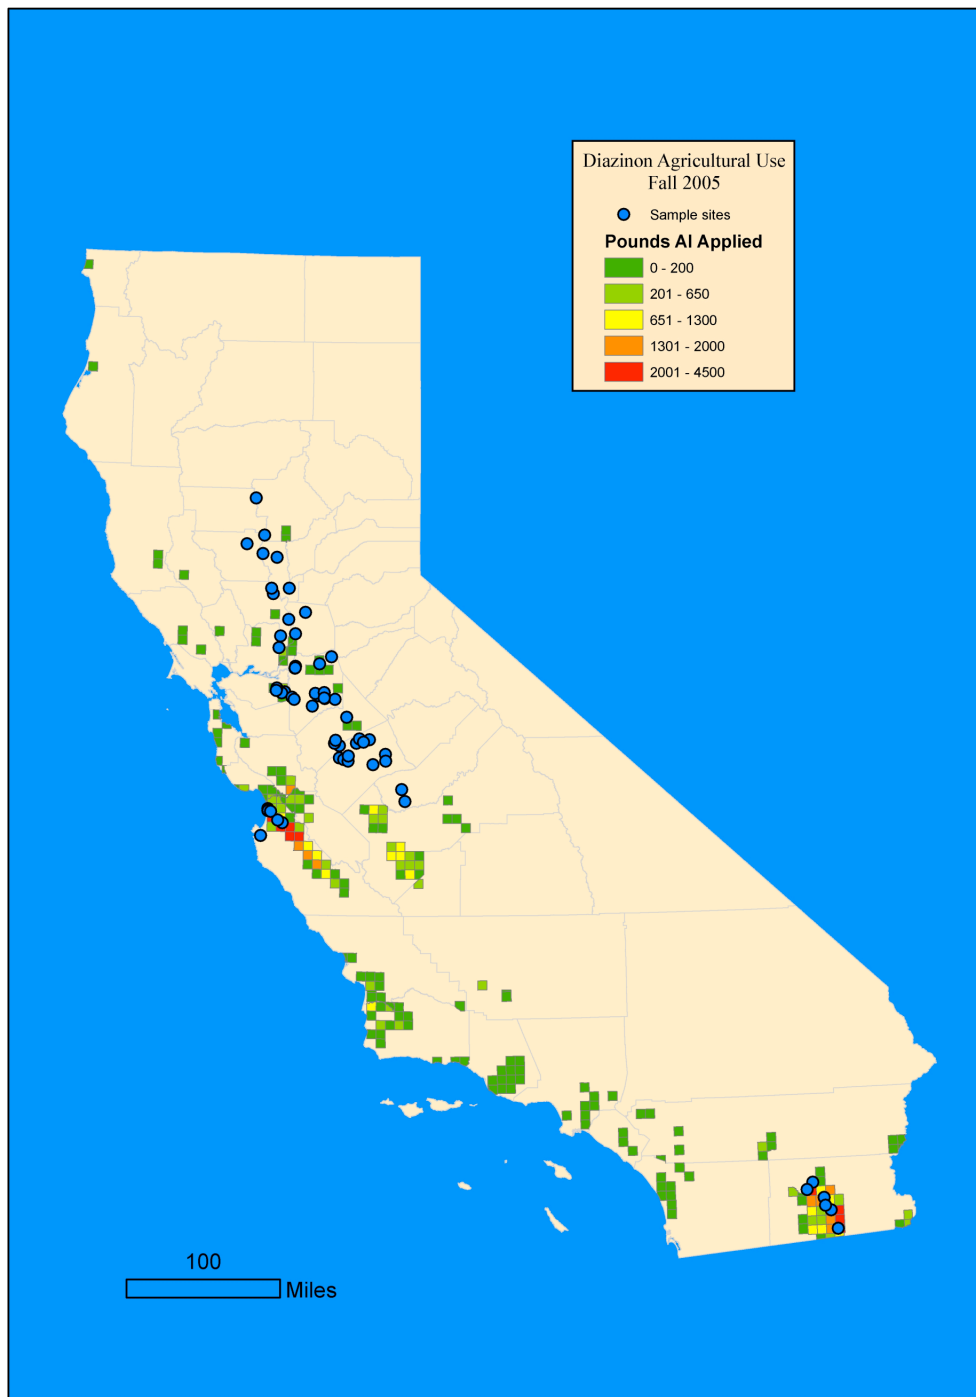 Diazinon Agricultural Use
Fall 2005
Sample sites
Pounds AI Applied
0 - 200
201 - 650
651 - 1300
1301 - 2000
2001 - 4500
100
Miles